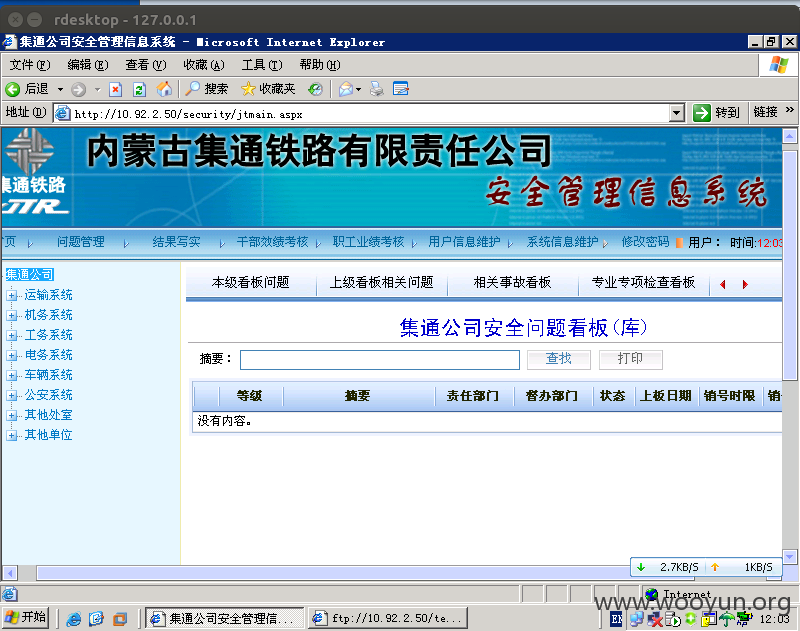 rdesktop - 127.0.0.1
集通公司安全管理信息系统 - Microsoft Internet Explorer
文件(F) 编辑(E) 查看(V) 收藏(A) 工具(T) 帮助(H)
后退 搜索 收藏夹
地址(D) http://10.92.2.50/security/jtmain.aspx 转到 链接 »
内蒙古集通铁路有限责任公司
集通铁路
JTR
安全管理信息系统
页 问题管理 结果写实 干部效绩考核 职工业绩考核 用户信息维护 系统信息维护 修改密码 用户: 时间:12:03
集通公司
运输系统
机务系统
工务系统
电务系统
车辆系统
公安系统
其他处室
其他单位
本级看板问题 上级看板相关问题 相关事故看板 专业专项检查看板
集通公司安全问题看板(库)
摘要: 查找 打印
等级 摘要 责任部门 督办部门 状态 上板日期 销号时限 销
没有内容。
2.7KB/S 1KB/S
Internet
www.wooyun.org
开始 集通公司安全管理信... ftp://10.92.2.50/te... EN 12:03